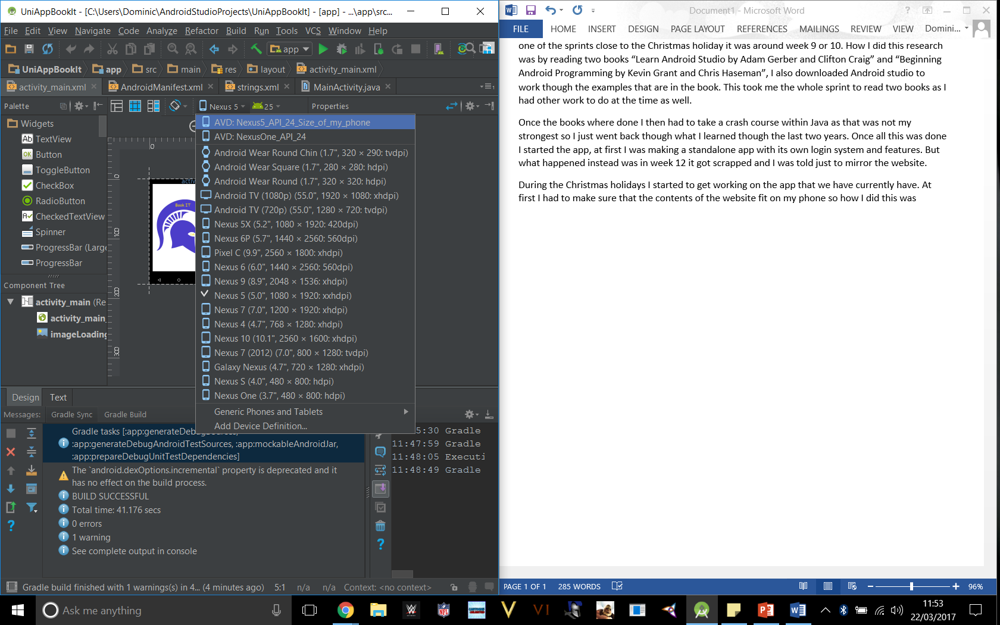 UniAppBookIt - [C:\Users\Dominic\AndroidStudioProjects\UniAppBookIt] - [app] - ...\app\src...
File Edit View Navigate Code Analyze Refactor Build Run Tools VCS Window Help
app
UniAppBookIt app src main res layout activity_main.xml
activity_main.xml AndroidManifest.xml strings.xml MainActivity.java
Palette
Nexus 5 25 Properties
Widgets
Ab TextView
OK Button
ToggleButton
CheckBox
RadioButton
CheckedTextView
Spinner
ProgressBar (Large
ProgressBar
Component Tree
activity_main (Re
activity_main_
imageLoading
0
0
100
200
300
activ
Book IT
AVD: Nexus5_API_24_Size_of_my_phone
AVD: NexusOne_API_24
Android Wear Round Chin (1.7", 320 × 290: tvdpi)
Android Wear Square (1.7", 280 × 280: hdpi)
Android Wear Round (1.7", 320 × 320: hdpi)
Android TV (1080p) (55.0", 1920 × 1080: xhdpi)
Android TV (720p) (55.0", 1280 × 720: tvdpi)
Nexus 5X (5.2", 1080 × 1920: 420dpi)
Nexus 6P (5.7", 1440 × 2560: 560dpi)
Pixel C (9.9", 2560 × 1800: xhdpi)
Nexus 6 (6.0", 1440 × 2560: 560dpi)
Nexus 9 (8.9", 2048 × 1536: xhdpi)
Nexus 5 (5.0", 1080 × 1920: xxhdpi)
Nexus 7 (7.0", 1200 × 1920: xhdpi)
Nexus 4 (4.7", 768 × 1280: xhdpi)
Nexus 10 (10.1", 2560 × 1600: xhdpi)
Nexus 7 (2012) (7.0", 800 × 1280: tvdpi)
Galaxy Nexus (4.7", 720 × 1280: xhdpi)
Nexus S (4.0", 480 × 800: hdpi)
Nexus One (3.7", 480 × 800: hdpi)
Generic Phones and Tablets
Add Device Definition...
Design Text
Messages: Gradle Sync Gradle Build
Gradle tasks [:app:generateDebugSources,
:app:generateDebugAndroidTestSources, :app:mockableAndroidJar,
:app:prepareDebugUnitTestDependencies]
The `android.dexOptions.incremental` property is deprecated and it
has no effect on the build process.
BUILD SUCCESSFUL
Total time: 41.176 secs
0 errors
1 warning
See complete output in console
5:30 Gradle
11:47:59 Gradle
11:48:05 Executi
11:48:49 Gradle
Gradle build finished with 1 warnings(s) in 4... (4 minutes ago) 5:1 n/a n/a Context: <no context>
Document1 - Microsoft Word
FILE HOME INSERT DESIGN PAGE LAYOUT REFERENCES MAILINGS REVIEW VIEW Domini...
one of the sprints close to the Christmas holiday it was around week 9 or 10. How I did this research
was by reading two books “Learn Android Studio by Adam Gerber and Clifton Craig” and “Beginning
Android Programming by Kevin Grant and Chris Haseman”, I also downloaded Android studio to
work though the examples that are in the book. This took me the whole sprint to read two books as I
had other work to do at the time as well.
Once the books where done I then had to take a crash course within Java as that was not my
strongest so I just went back though what I learned though the last two years. Once all this was done
I started the app, at first I was making a standalone app with its own login system and features. But
what happened instead was in week 12 it got scrapped and I was told just to mirror the website.
During the Christmas holidays I started to get working on the app that we have currently have. At
first I had to make sure that the contents of the website fit on my phone so how I did this was
PAGE 1 OF 1 285 WORDS 96%
Ask me anything
11:53
22/03/2017